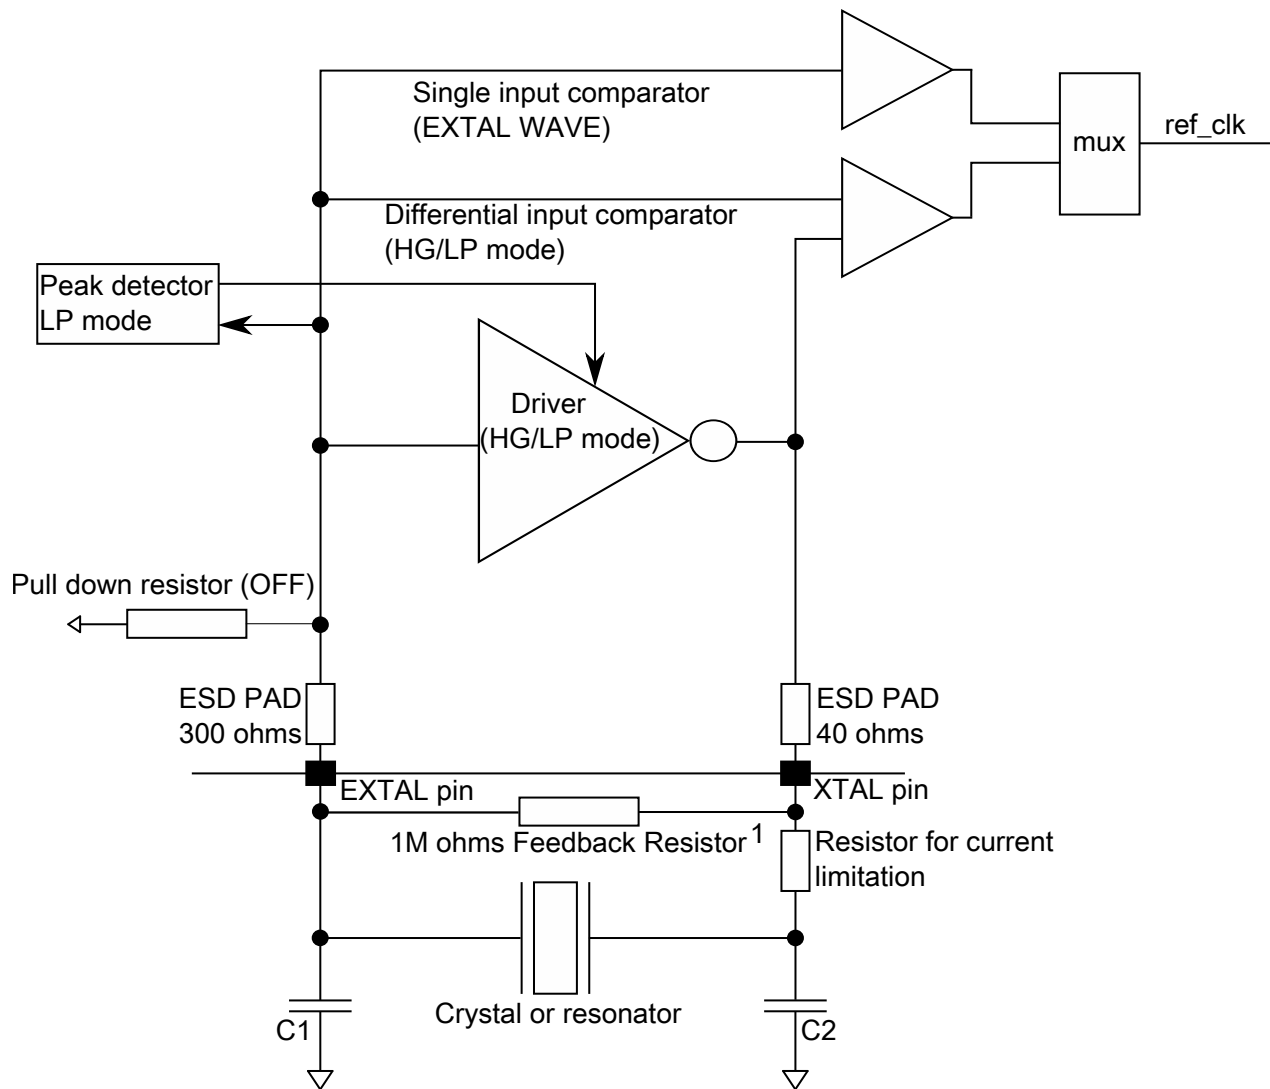 Single input comparator
(EXTAL WAVE)
mux
ref_clk
Differential input comparator
(HG/LP mode)
Peak detector
LP mode
Driver
(HG/LP mode)
Pull down resistor (OFF)
ESD PAD
300 ohms
ESD PAD
40 ohms
EXTAL pin
XTAL pin
1M ohms Feedback Resistor 1
Resistor for current
limitation
Crystal or resonator
C1
C2